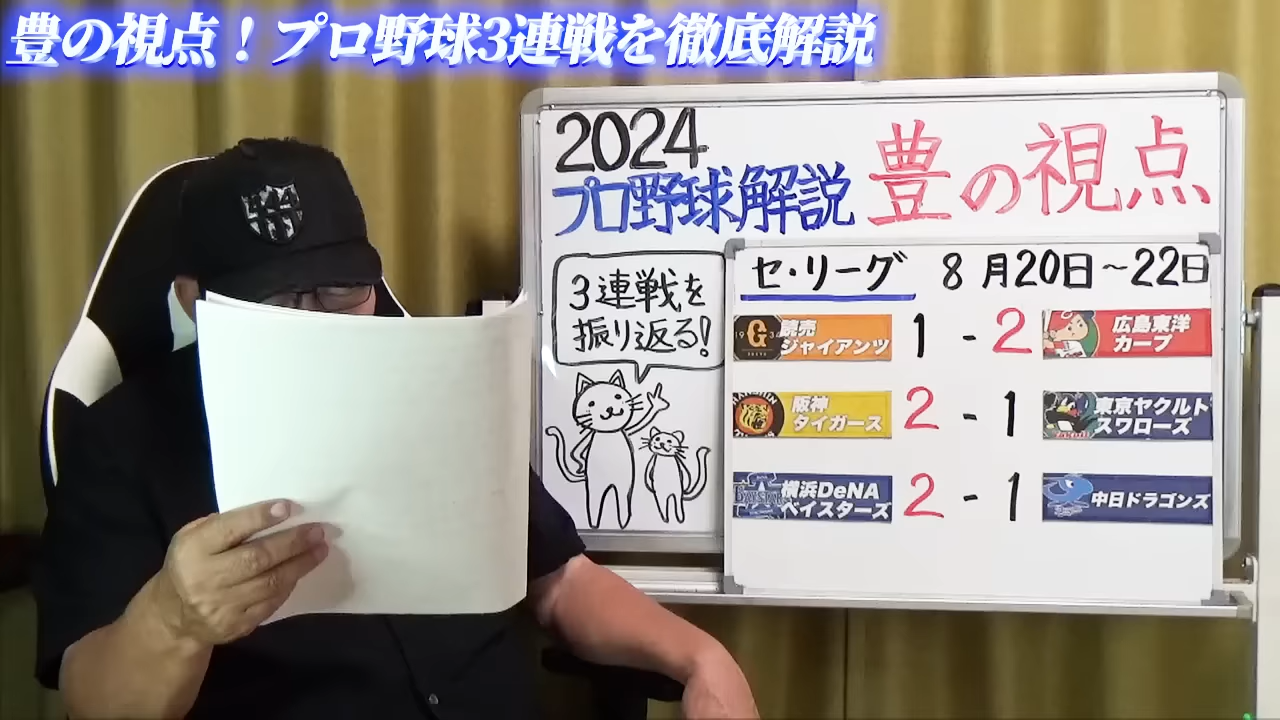 豊の視点！プロ野球3連戦を徹底解説
2024
プロ野球解説 豊の視点
3連戦を
振り返る!
セ・リーグ 8月20日~22日
G
読売
ジャイアンツ 1 - 2 広島東洋
カープ
阪神
タイガース 2 - 1 東京ヤクルト
スワローズ
横浜DeNA
ベイスターズ 2 - 1 中日ドラゴンズ